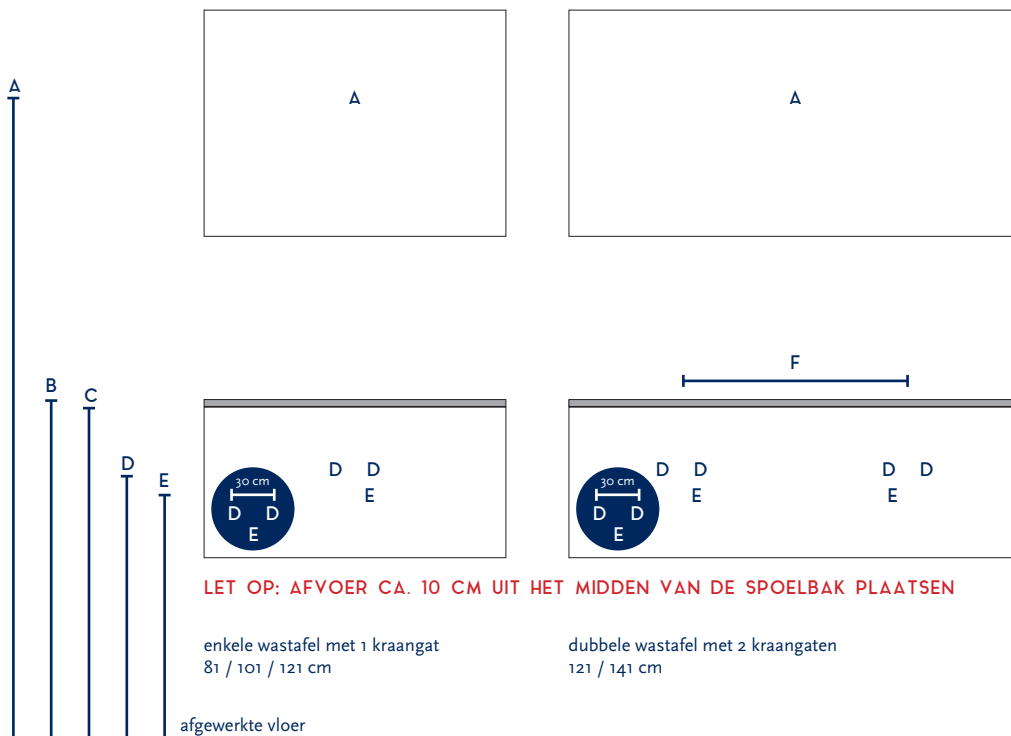 A
A
A
F
B
C
D D
D D
D D
D
E
E
E
E
30 cm
30 cm
D D
D D
E
E
LET OP: AFVOER CA. 10 CM UIT HET MIDDEN VAN DE SPOELBAK PLAATSEN
enkele wastafel met 1 kraangat
81 / 101 / 121 cm
dubbele wastafel met 2 kraangaten
121 / 141 cm
afgewerkte vloer